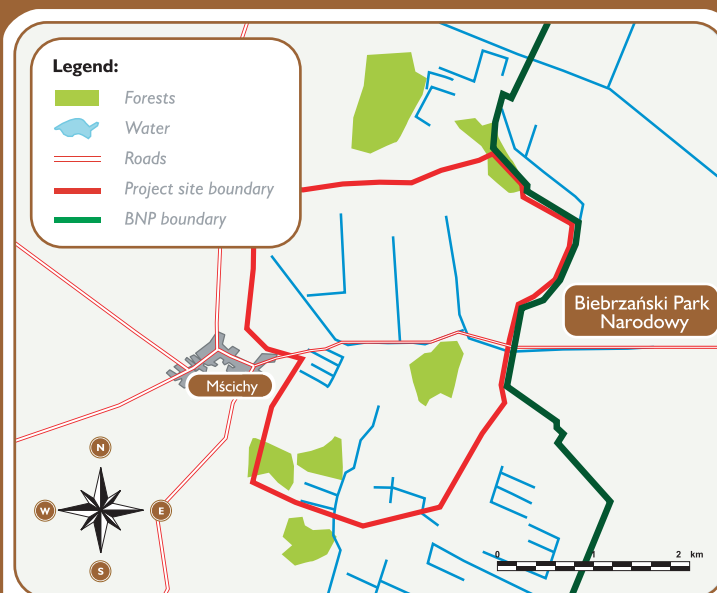 Legend:
Forests
Water
Roads
Project site boundary
BNP boundary
Biebrzański Park
Narodowy
Mścichy
N
W
E
S
0 1 2 km